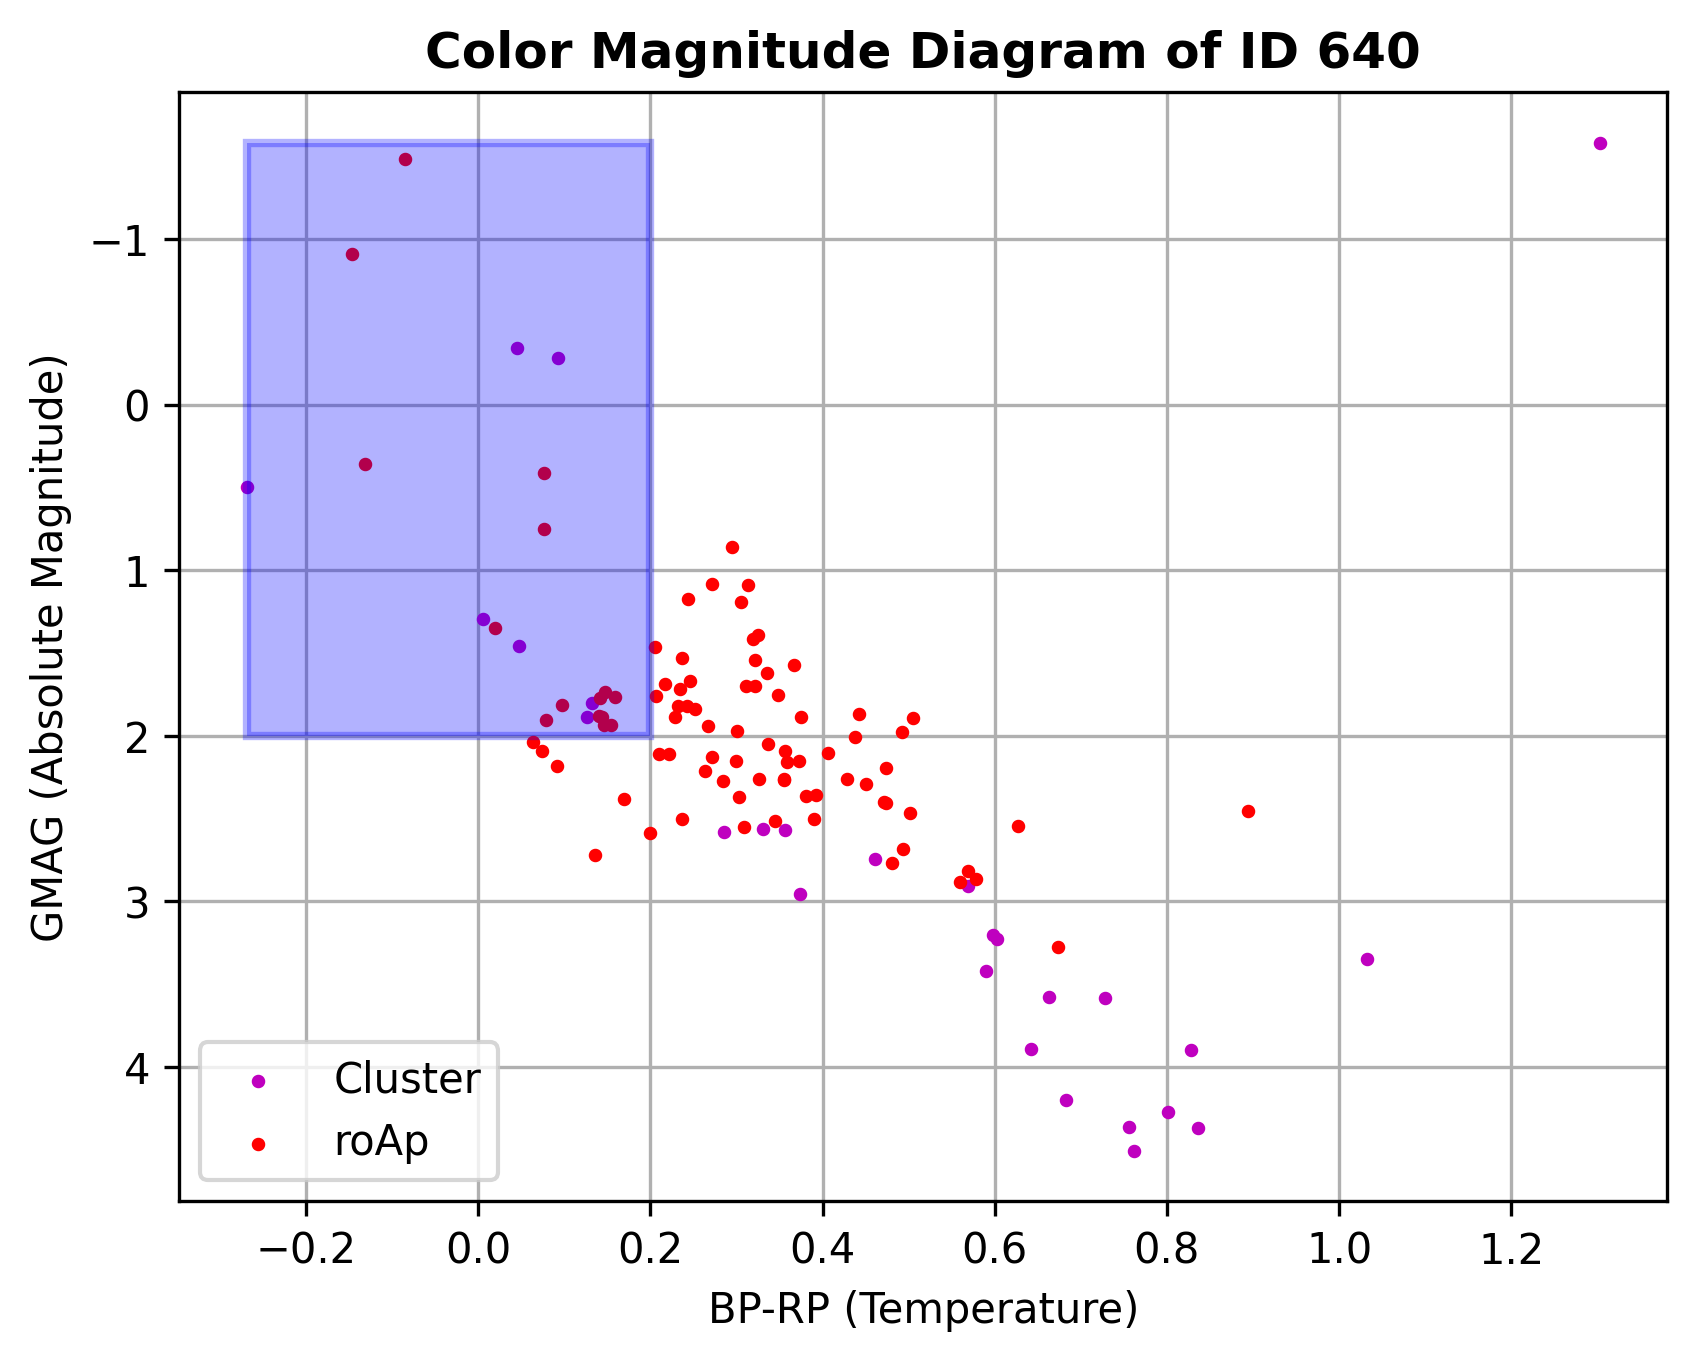 Color Magnitude Diagram of ID 640
GMAG (Absolute Magnitude)
−1
0
1
2
3
4
Cluster
roAp
−0.2 0.0 0.2 0.4 0.6 0.8 1.0 1.2
BP-RP (Temperature)